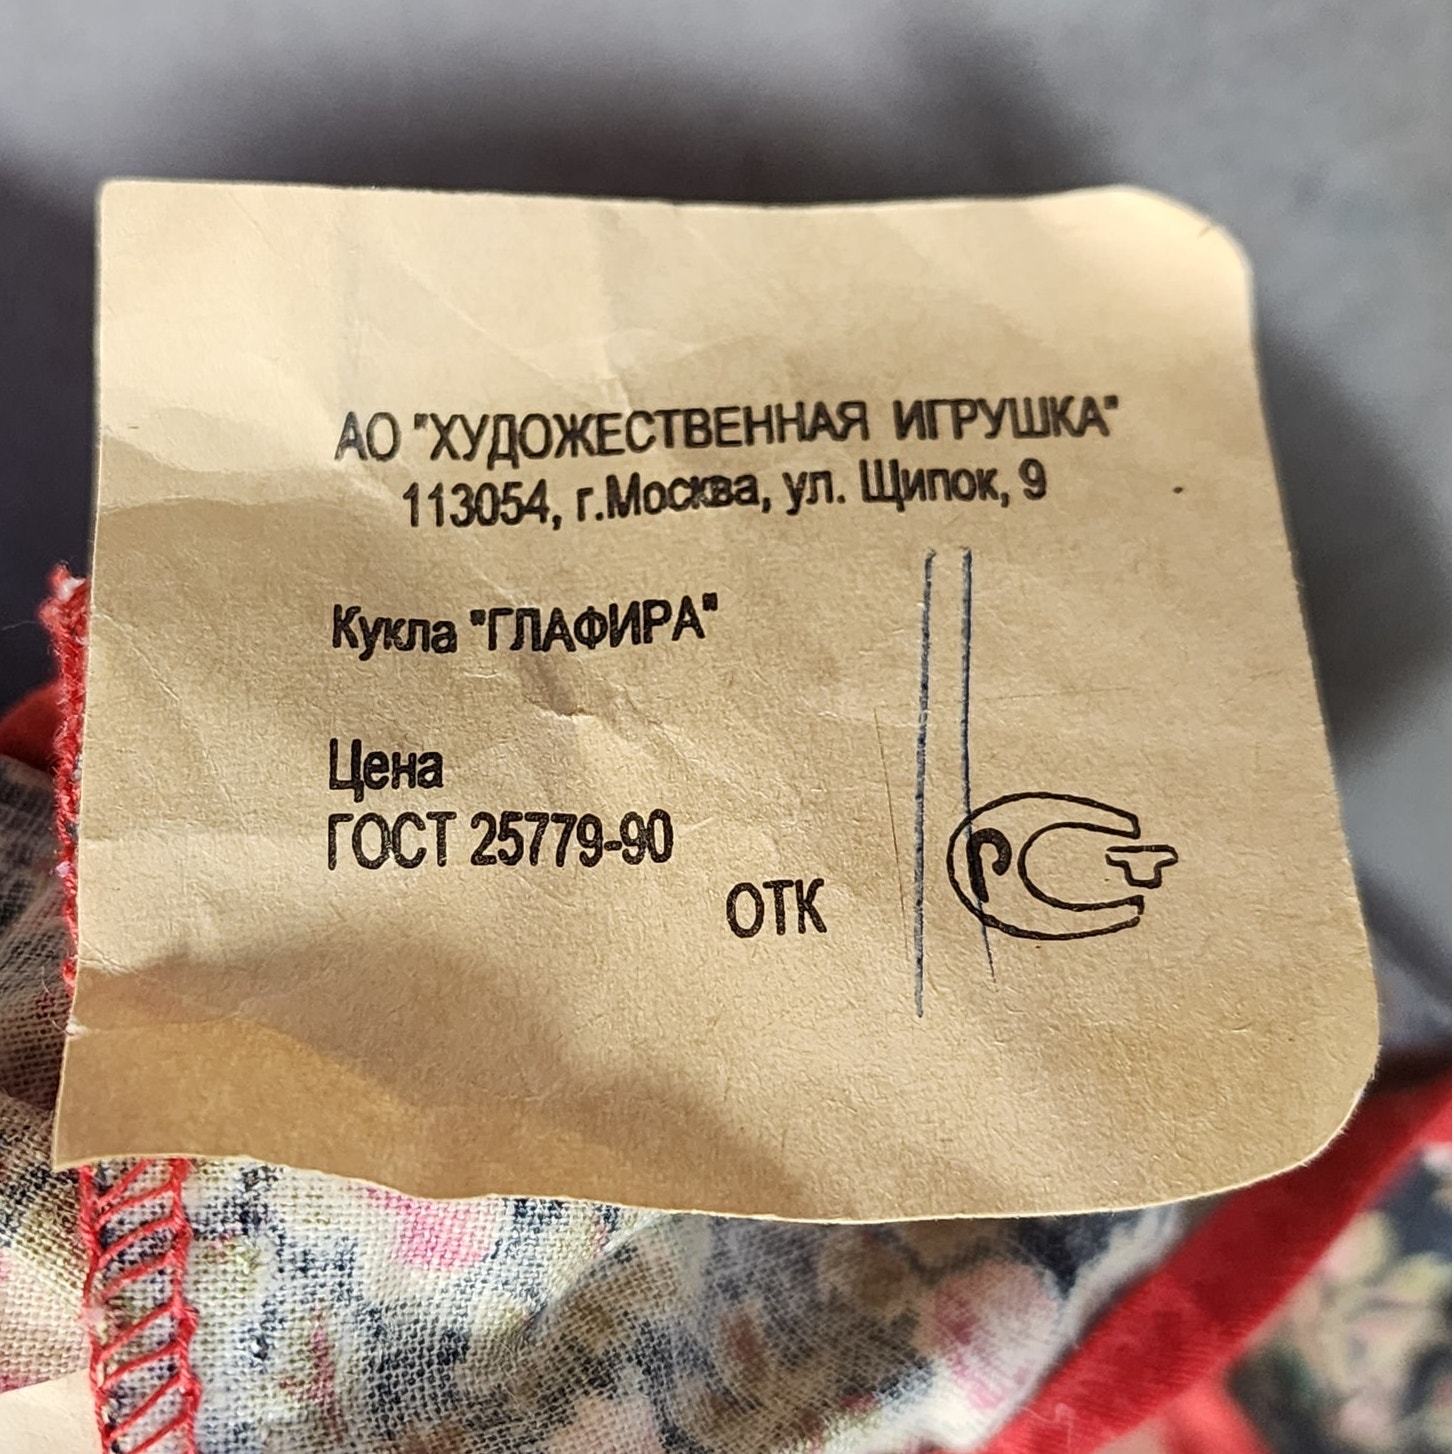 АО "ХУДОЖЕСТВЕННАЯ ИГРУШКА"
113054, г.Москва, ул. Щипок, 9
Кукла "ГЛАФИРА"
Цена
ГОСТ 25779-90
ОТК